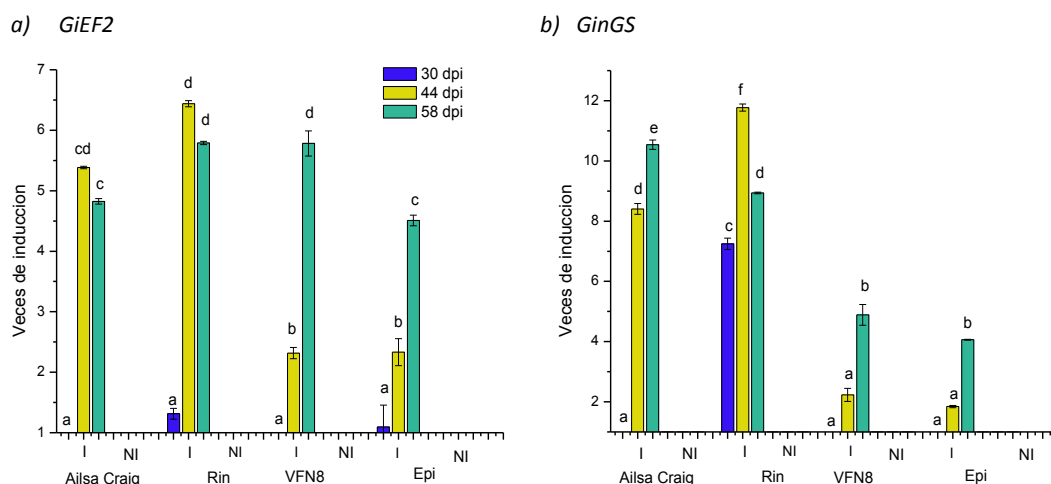 a) GiEF2
b) GinGS
7
6
5
4
3
2
1
Veces de induccion
30 dpi
44 dpi
58 dpi
a
cd
c
a
d
d
a
b
d
a
b
c
I
NI
I
NI
I
NI
I
NI
Ailsa Craig
Rin
VFN8
Epi
12
10
8
6
4
2
Veces de induccion
a
d
e
c
f
d
a
a
b
a
a
b
I
NI
I
NI
I
NI
I
NI
Ailsa Craig
Rin
VFN8
Epi